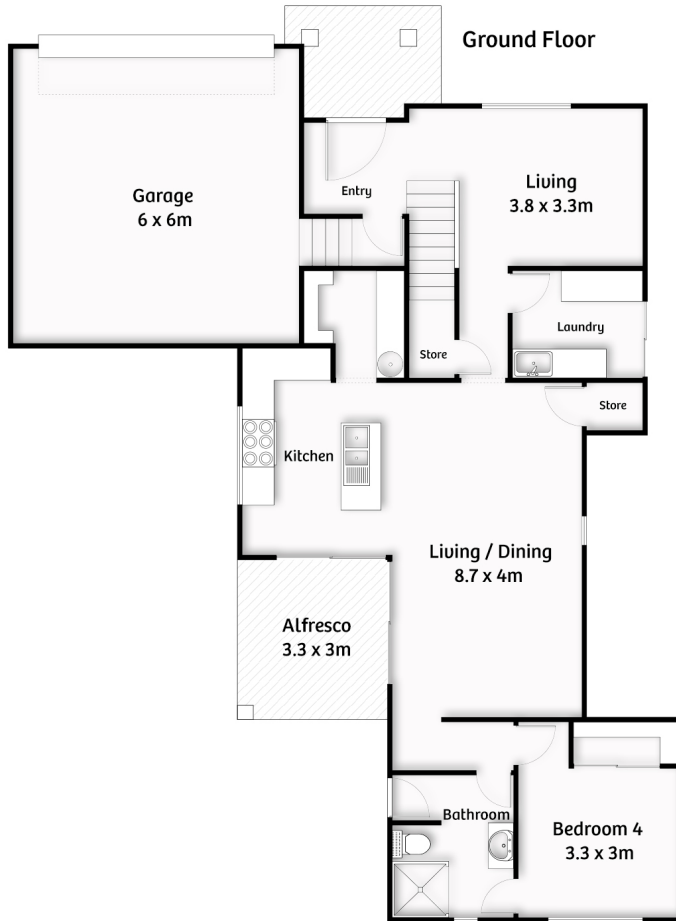 Ground Floor
Garage
6 x 6m
Entry
Living
3.8 x 3.3m
Laundry
Store
Store
Kitchen
Living / Dining
8.7 x 4m
Alfresco
3.3 x 3m
Bathroom
Bedroom 4
3.3 x 3m